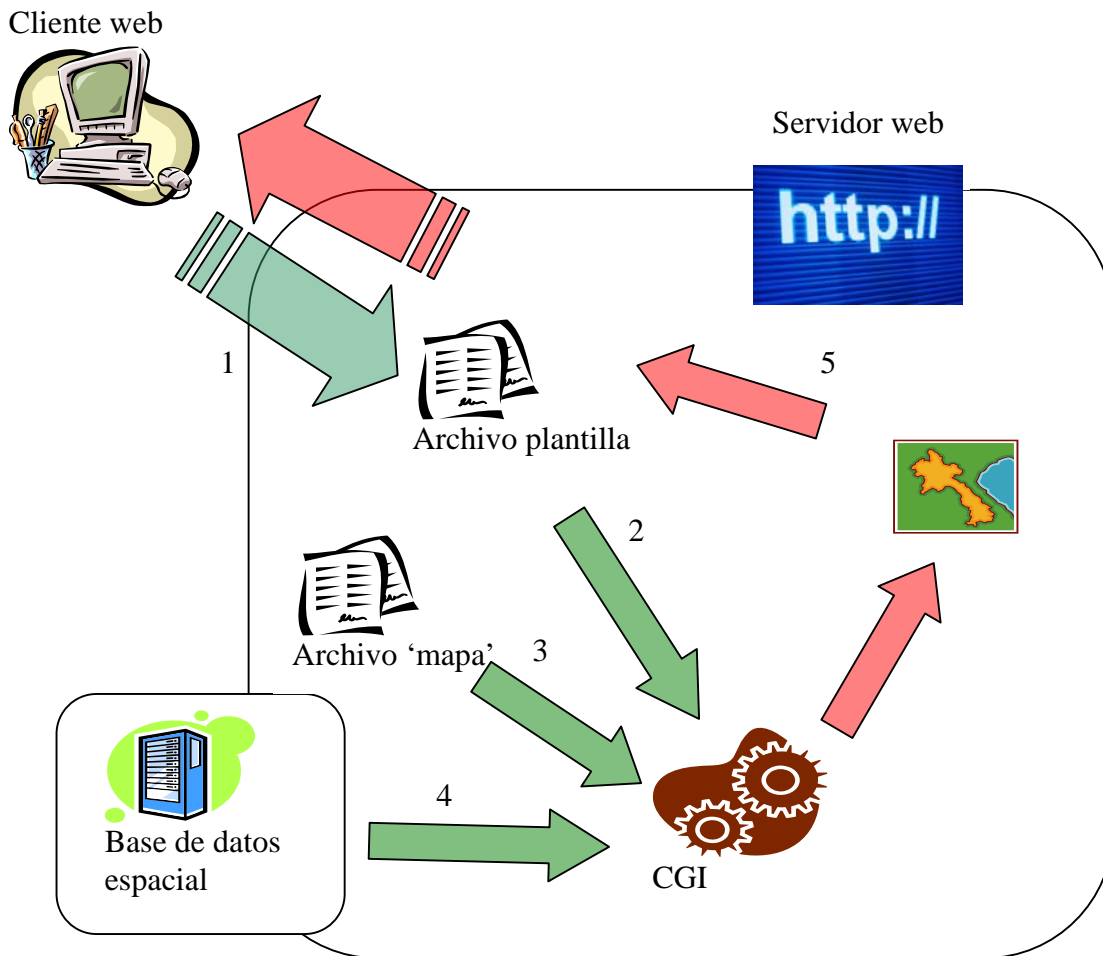 Cliente web
Servidor web
http://
1
5
Archivo plantilla
2
Archivo ‘mapa’
3
4
Base de datos
espacial
CGI